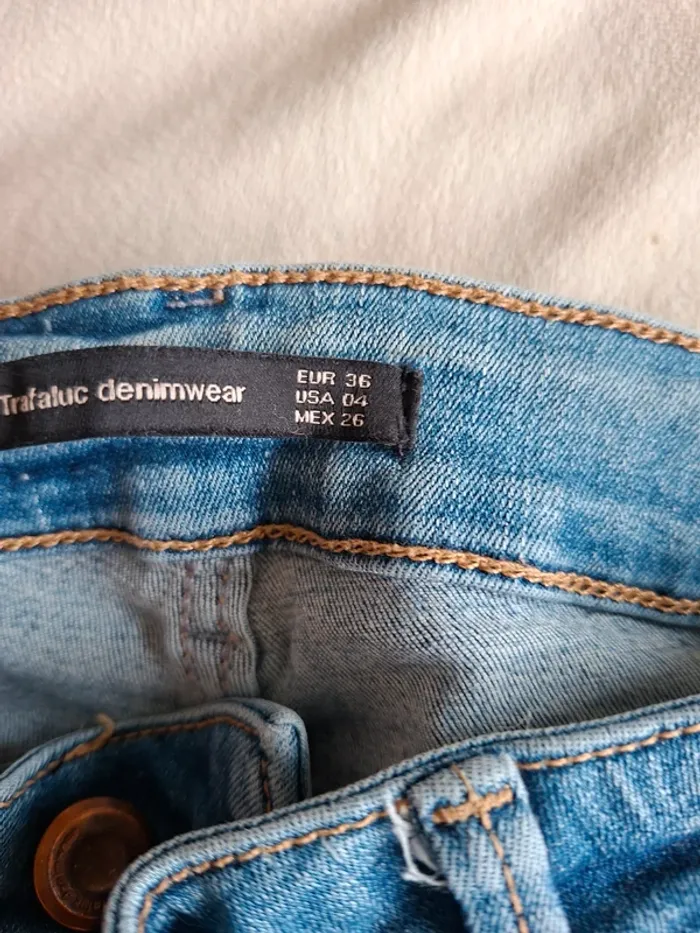 Trafaluc denimwear
EUR 36
USA 04
MEX 26